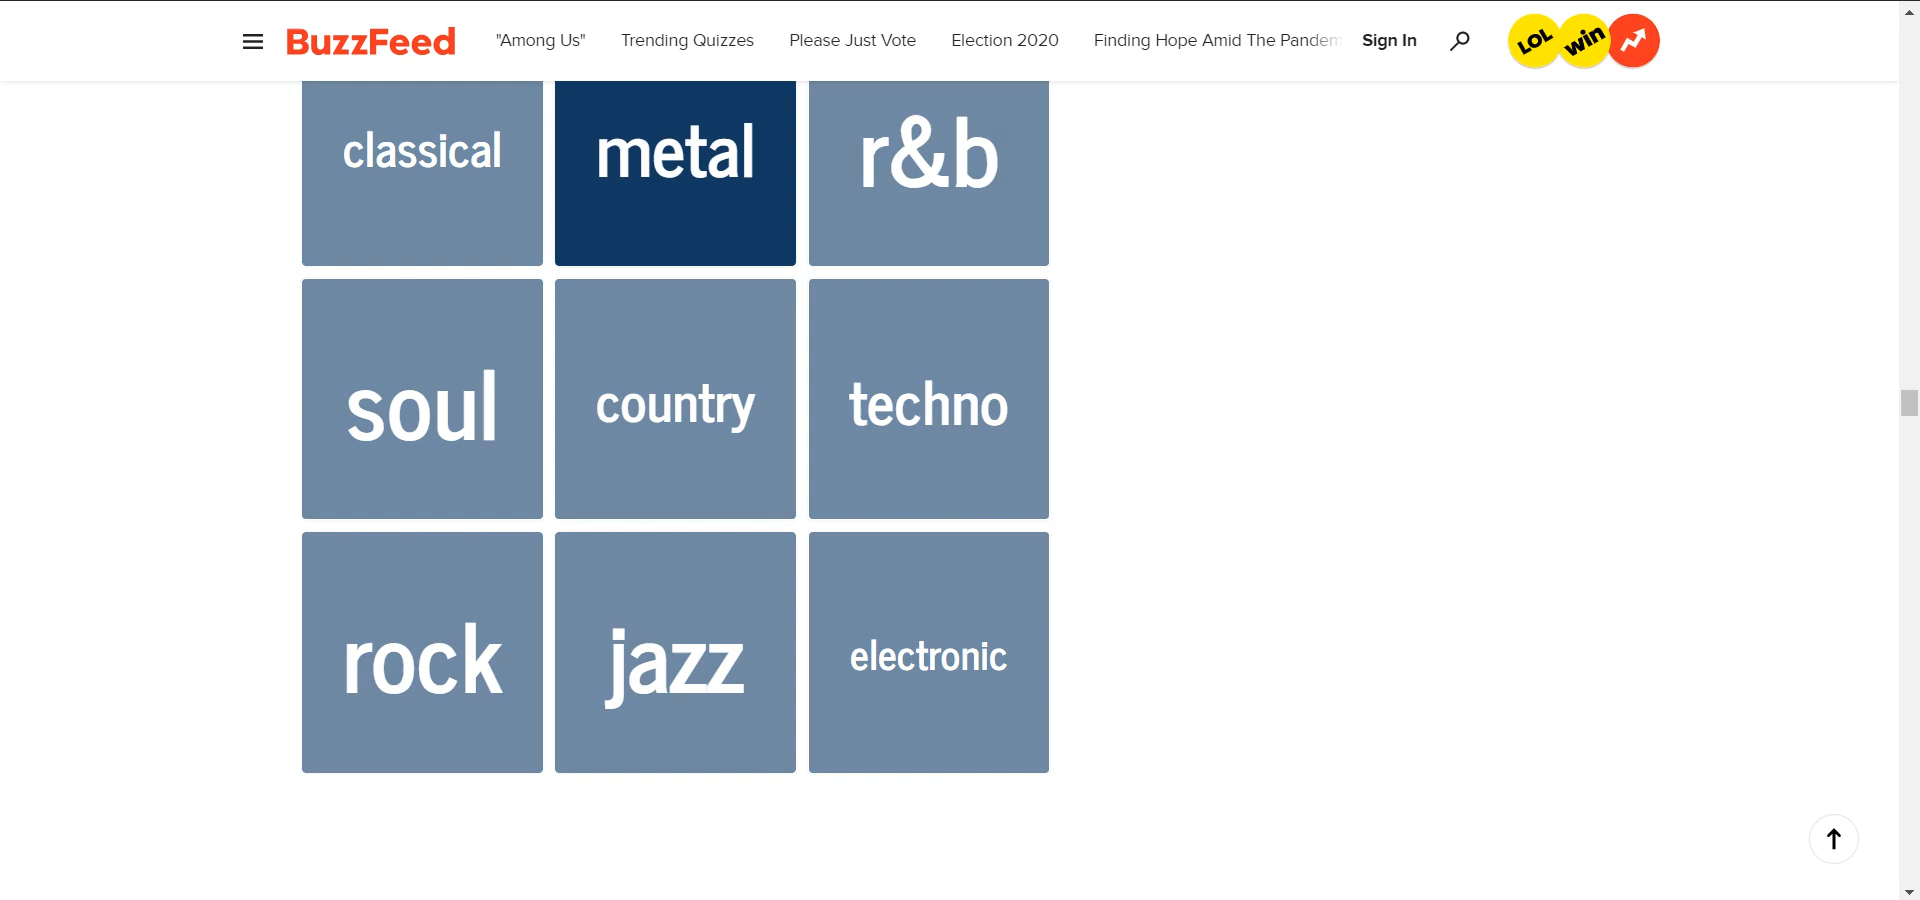 BuzzFeed
"Among Us"
Trending Quizzes
Please Just Vote
Election 2020
Finding Hope Amid The Pandem
Sign In
LOL
win
classical
metal
r&b
soul
country
techno
rock
jazz
electronic